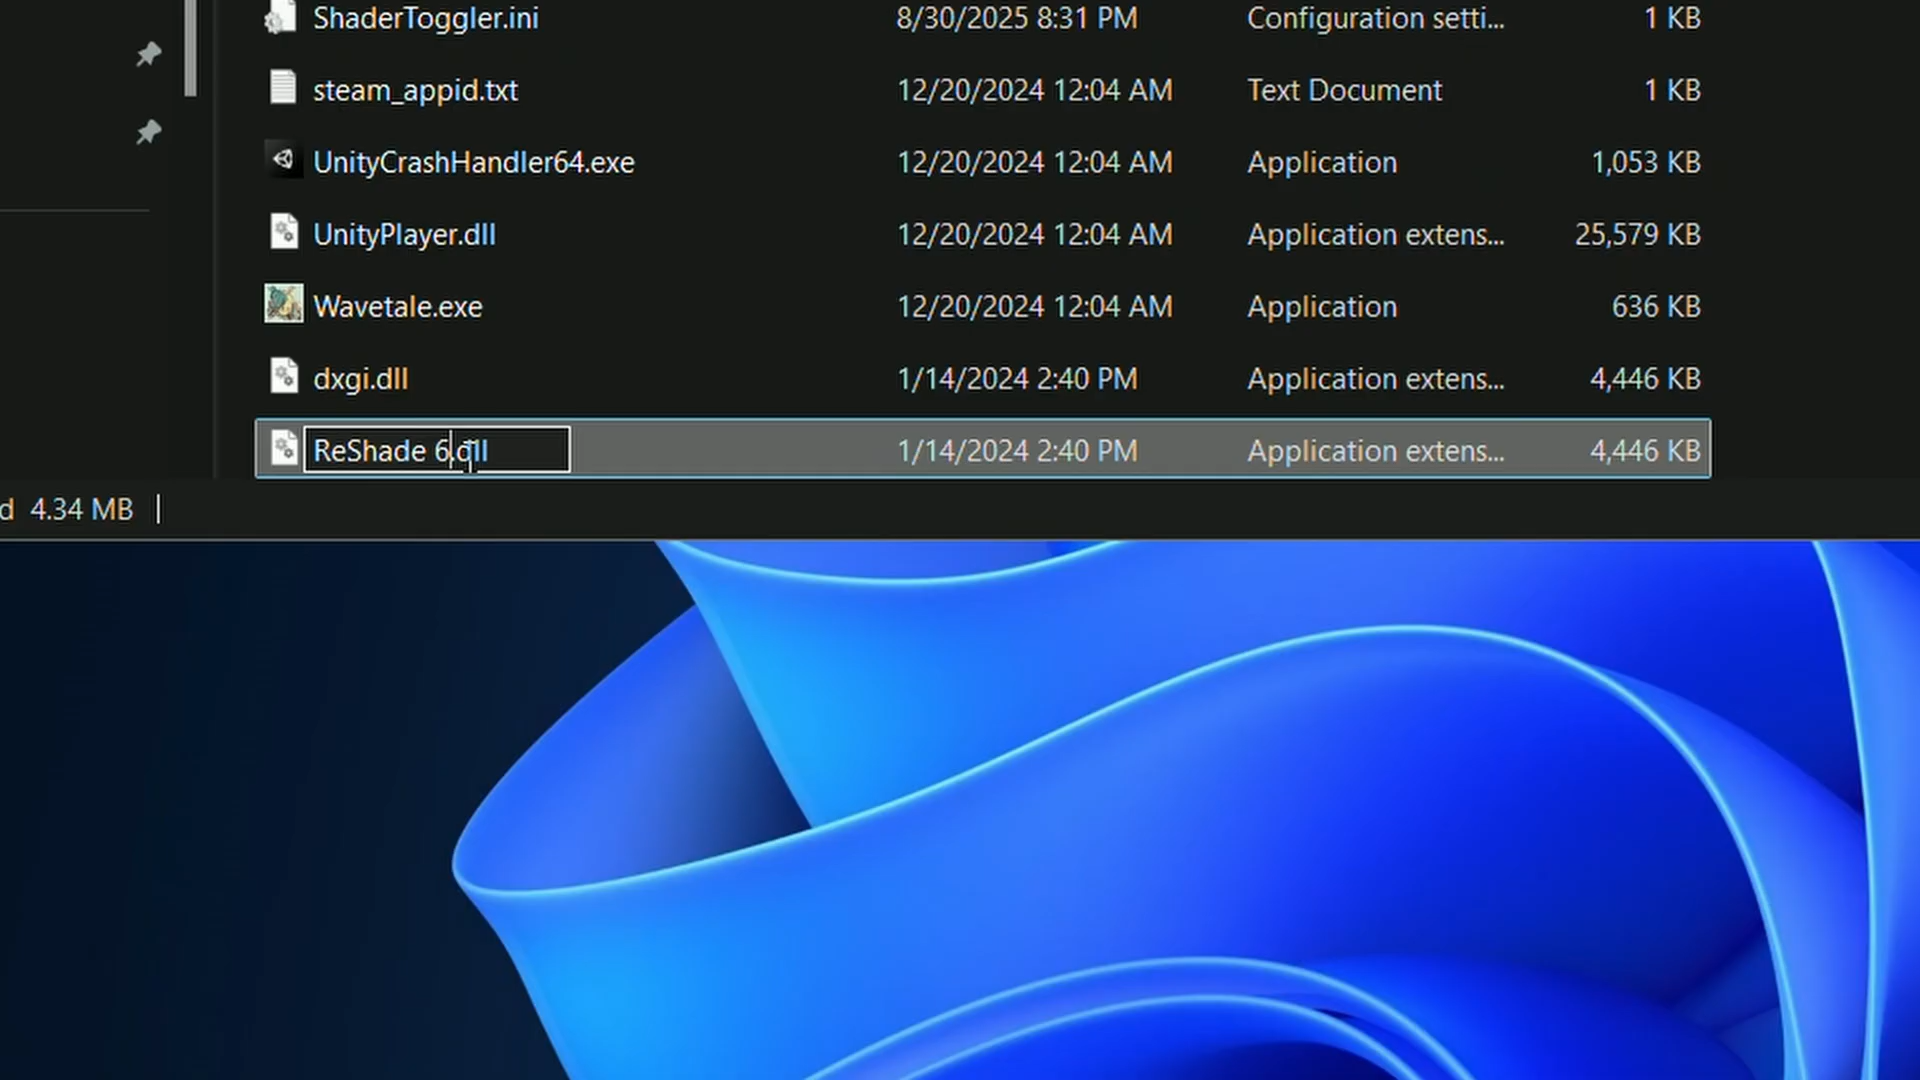 ShaderToggler.ini 8/30/2025 8:31 PM Configuration setti... 1 KB
steam_appid.txt 12/20/2024 12:04 AM Text Document 1 KB
UnityCrashHandler64.exe 12/20/2024 12:04 AM Application 1,053 KB
UnityPlayer.dll 12/20/2024 12:04 AM Application extens... 25,579 KB
Wavetale.exe 12/20/2024 12:04 AM Application 636 KB
dxgi.dll 1/14/2024 2:40 PM Application extens... 4,446 KB
ReShade 6.dll 1/14/2024 2:40 PM Application extens... 4,446 KB
d 4.34 MB